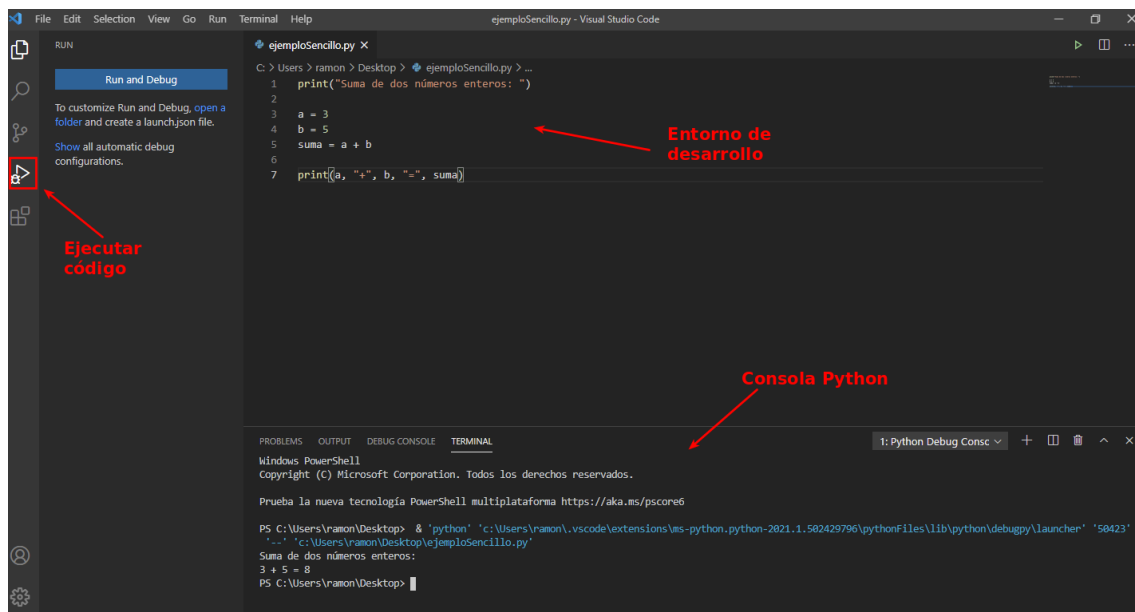 File Edit Selection View Go Run Terminal Help
ejemploSencillo.py - Visual Studio Code
RUN
Run and Debug
To customize Run and Debug, open a
folder and create a launch.json file.
Show all automatic debug
configurations.
Ejecutar
código
ejemploSencillo.py
C: > Users > ramon > Desktop > ejemploSencillo.py > ...
1 print("Suma de dos números enteros: ")
2
3 a = 3
4 b = 5
5 suma = a + b
6
7 print(a, "+", b, "=", suma)
Entorno de
desarrollo
Consola Python
PROBLEMS OUTPUT DEBUG CONSOLE TERMINAL
1: Python Debug Consc
Windows PowerShell
Copyright (C) Microsoft Corporation. Todos los derechos reservados.
Prueba la nueva tecnología PowerShell multiplataforma https://aka.ms/pscore6
PS C:\Users\ramon\Desktop> & 'python' 'c:\Users\ramon\.vscode\extensions\ms-python.python-2021.1.502429796\pythonFiles\lib\python\debugpy\launcher' '50423'
'--' 'c:\Users\ramon\Desktop\ejemploSencillo.py'
Suma de dos números enteros:
3 + 5 = 8
PS C:\Users\ramon\Desktop>